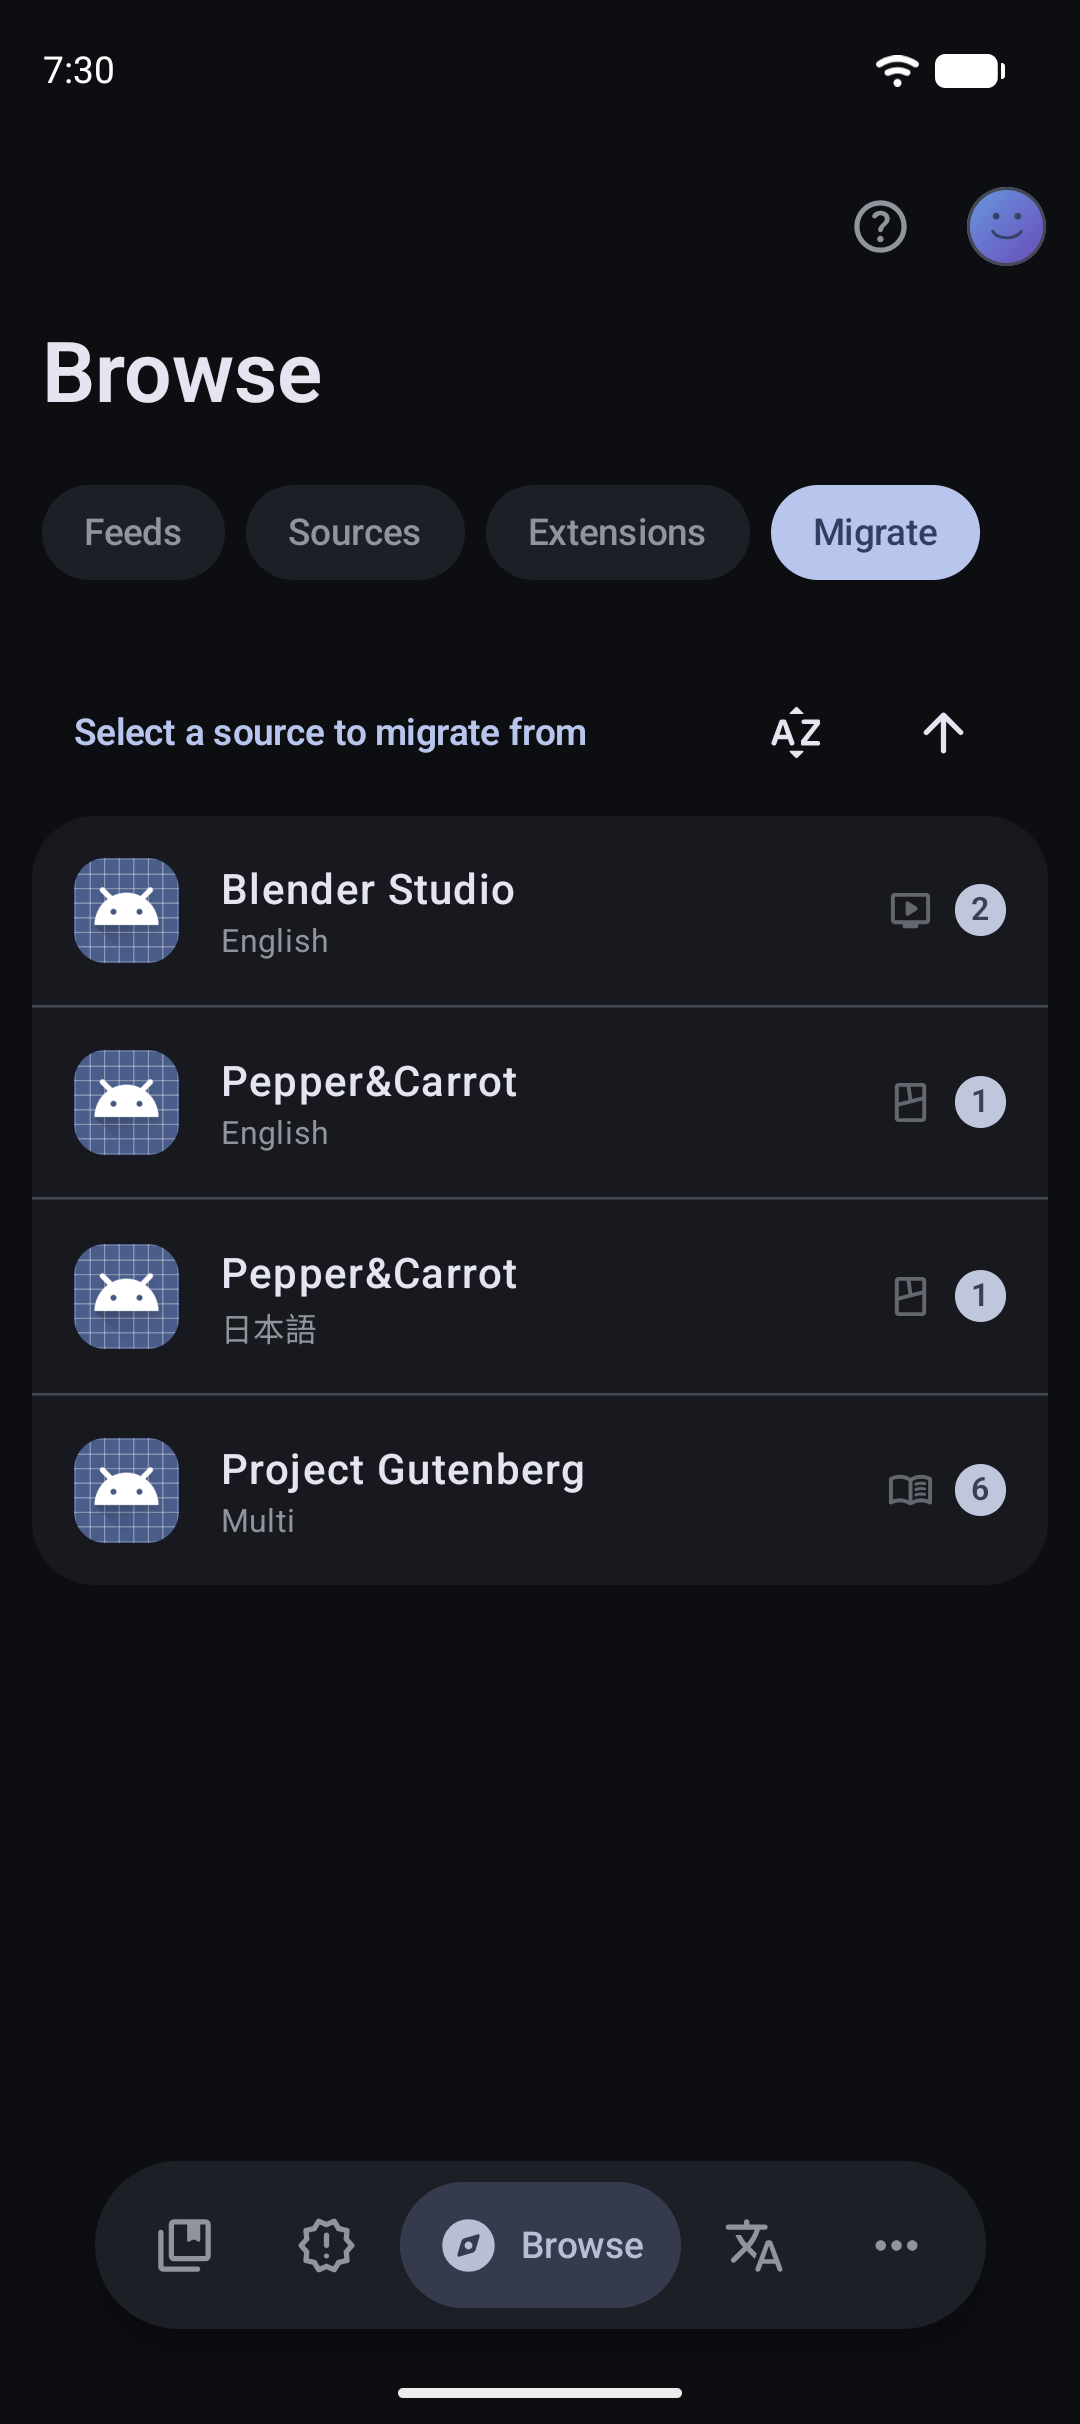 7:30
Browse
Feeds
Sources
Extensions
Migrate
Select a source to migrate from
AZ
Blender Studio
English
2
Pepper&Carrot
English
1
Pepper&Carrot
日本語
1
Project Gutenberg
Multi
6
Browse